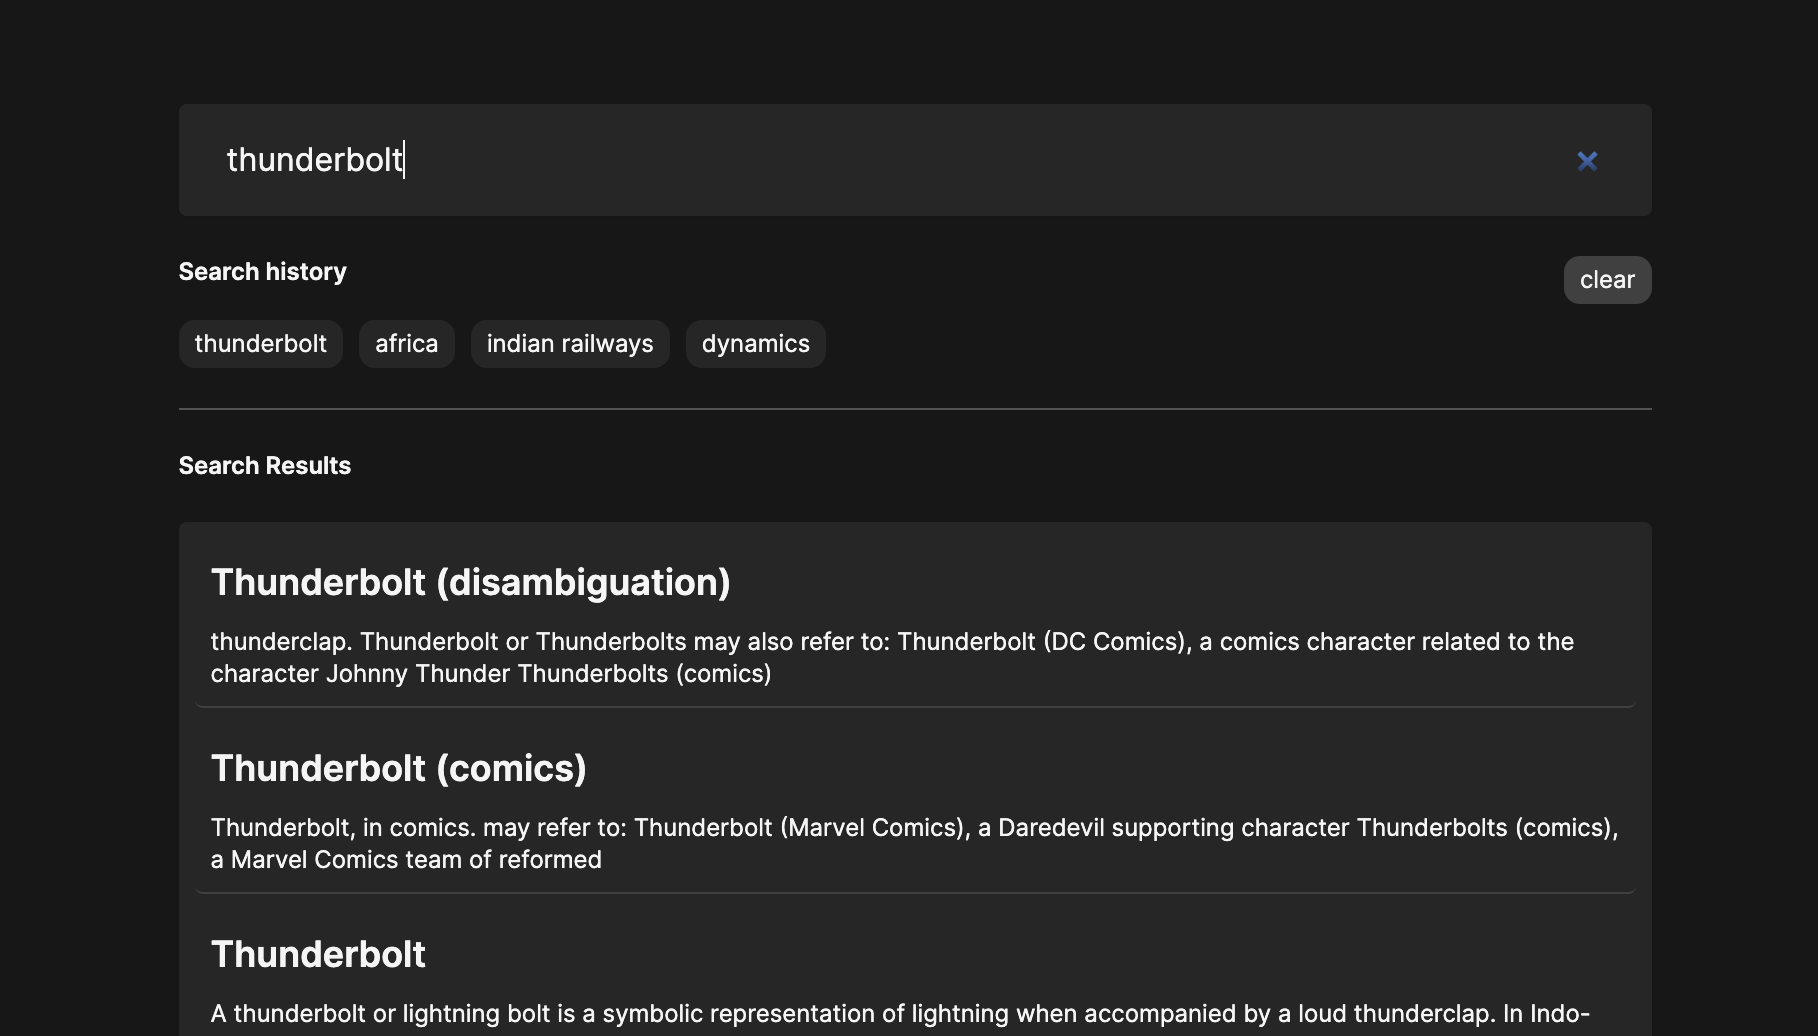 thunderbolt
Search history
clear
thunderbolt africa indian railways dynamics
Search Results
Thunderbolt (disambiguation)
thunderclap. Thunderbolt or Thunderbolts may also refer to: Thunderbolt (DC Comics), a comics character related to the
character Johnny Thunder Thunderbolts (comics)
Thunderbolt (comics)
Thunderbolt, in comics. may refer to: Thunderbolt (Marvel Comics), a Daredevil supporting character Thunderbolts (comics),
a Marvel Comics team of reformed
Thunderbolt
A thunderbolt or lightning bolt is a symbolic representation of lightning when accompanied by a loud thunderclap. In Indo-